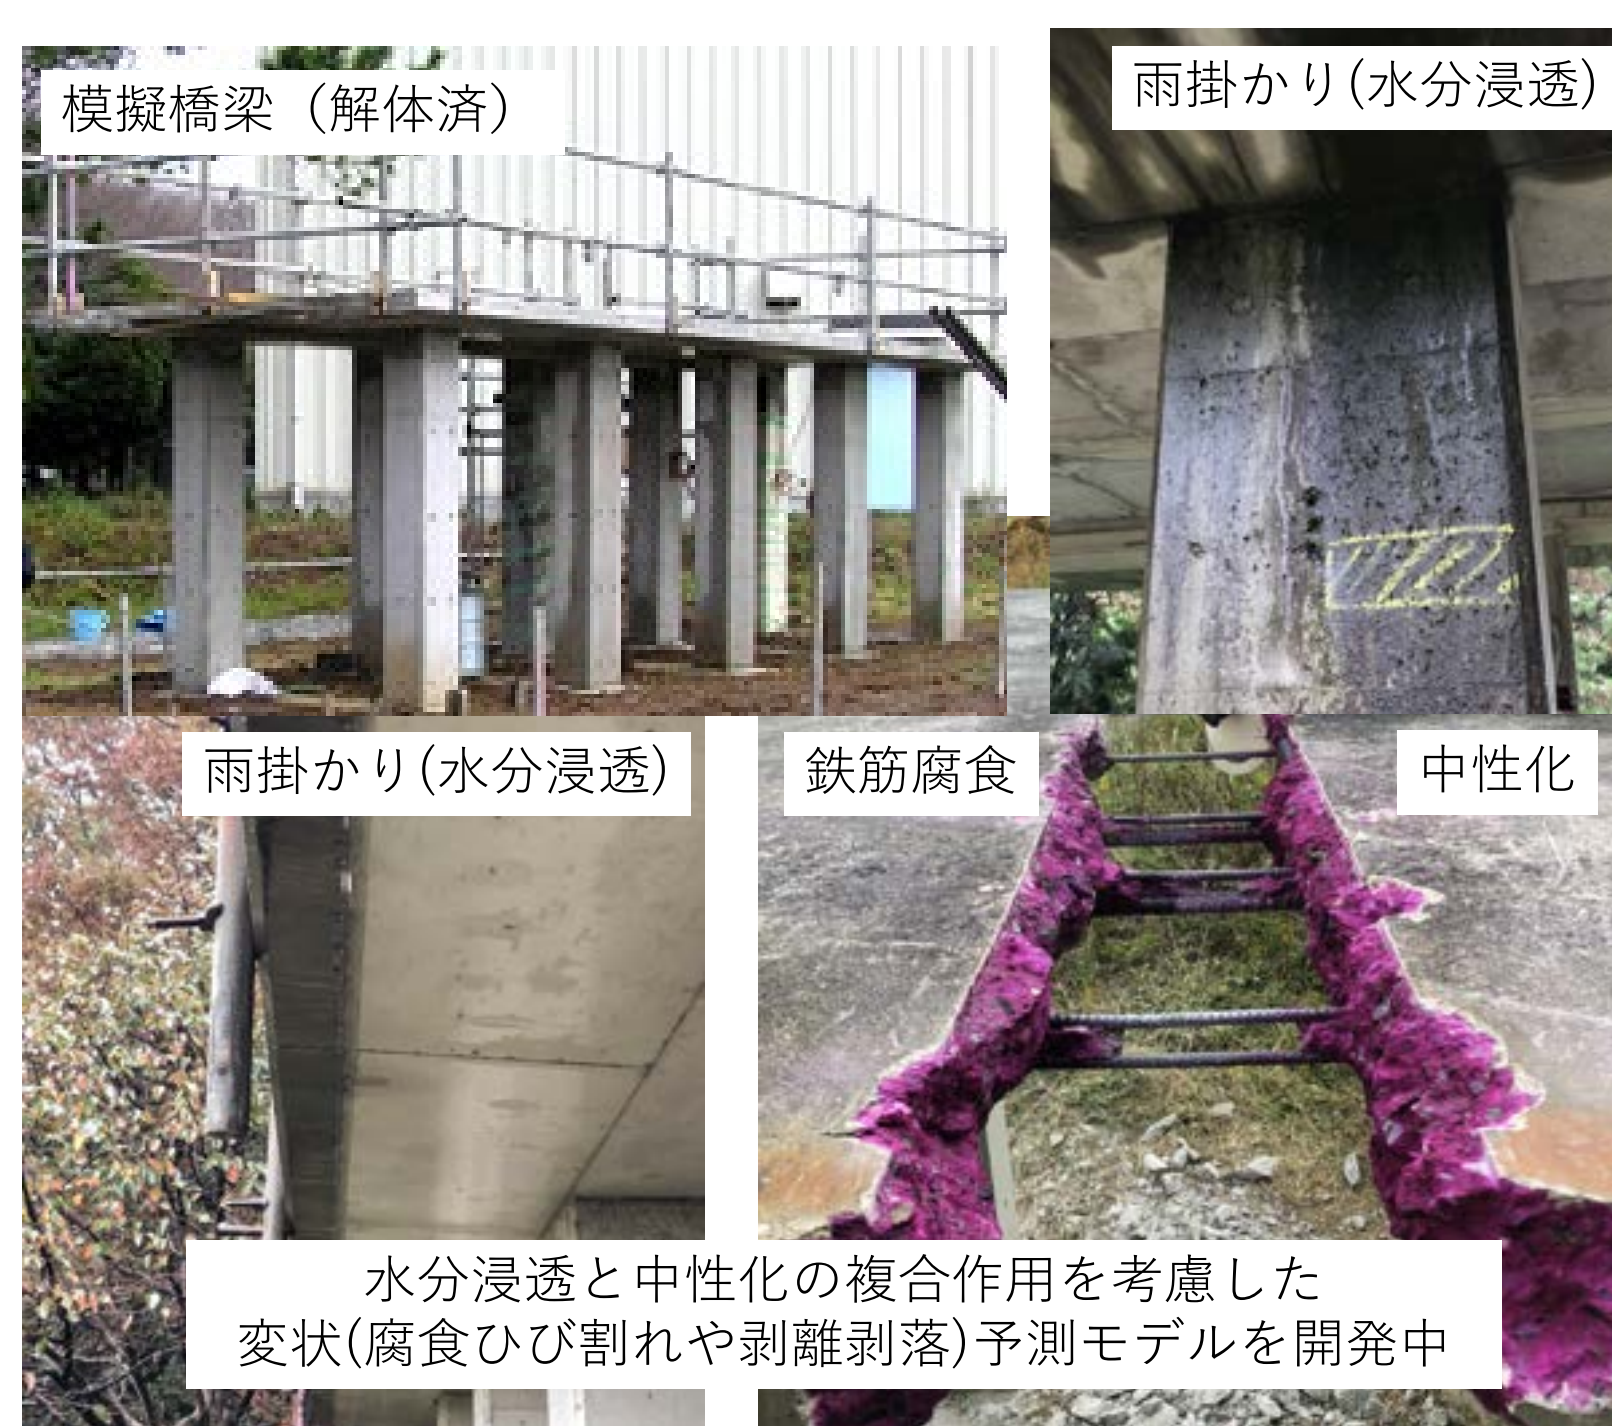 模擬橋梁（解体済）
雨掛かり(水分浸透)
雨掛かり(水分浸透)
鉄筋腐食
中性化
水分浸透と中性化の複合作用を考慮した
変状(腐食ひび割れや剥離剥落)予測モデルを開発中